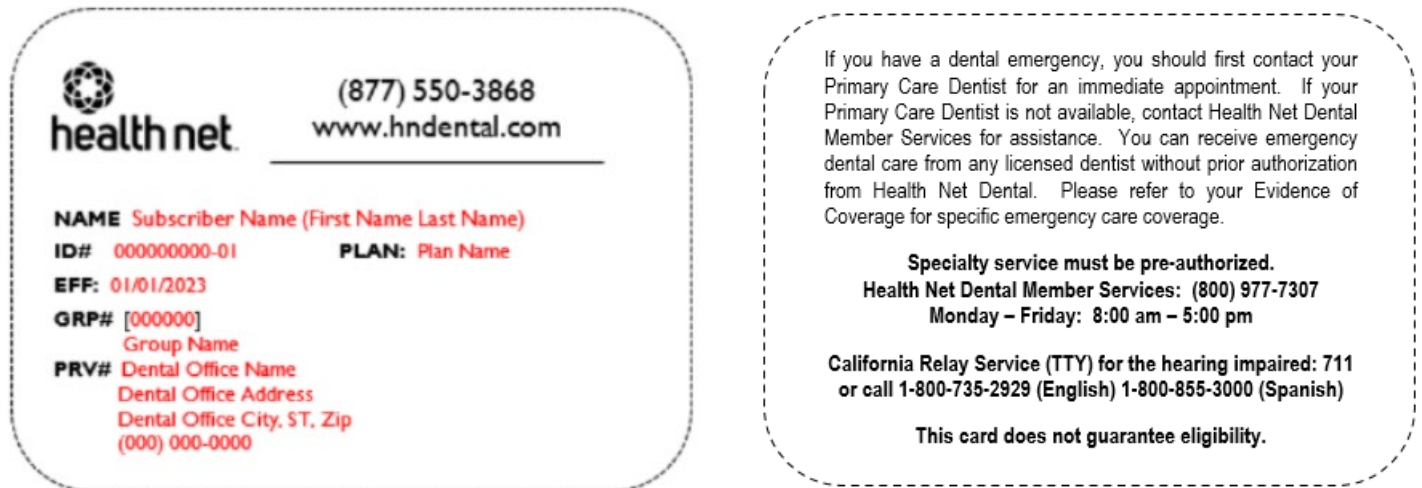 health net
(877) 550-3868
www.hndental.com
NAME Subscriber Name (First Name Last Name)
ID# 000000000-01 PLAN: Plan Name
EFF: 01/01/2023
GRP# [000000]
Group Name
PRV# Dental Office Name
Dental Office Address
Dental Office City, ST, Zip
(000) 000-0000
If you have a dental emergency, you should first contact your
Primary Care Dentist for an immediate appointment. If your
Primary Care Dentist is not available, contact Health Net Dental
Member Services for assistance. You can receive emergency
dental care from any licensed dentist without prior authorization
from Health Net Dental. Please refer to your Evidence of
Coverage for specific emergency care coverage.
Specialty service must be pre-authorized.
Health Net Dental Member Services: (800) 977-7307
Monday – Friday: 8:00 am – 5:00 pm
California Relay Service (TTY) for the hearing impaired: 711
or call 1-800-735-2929 (English) 1-800-855-3000 (Spanish)
This card does not guarantee eligibility.